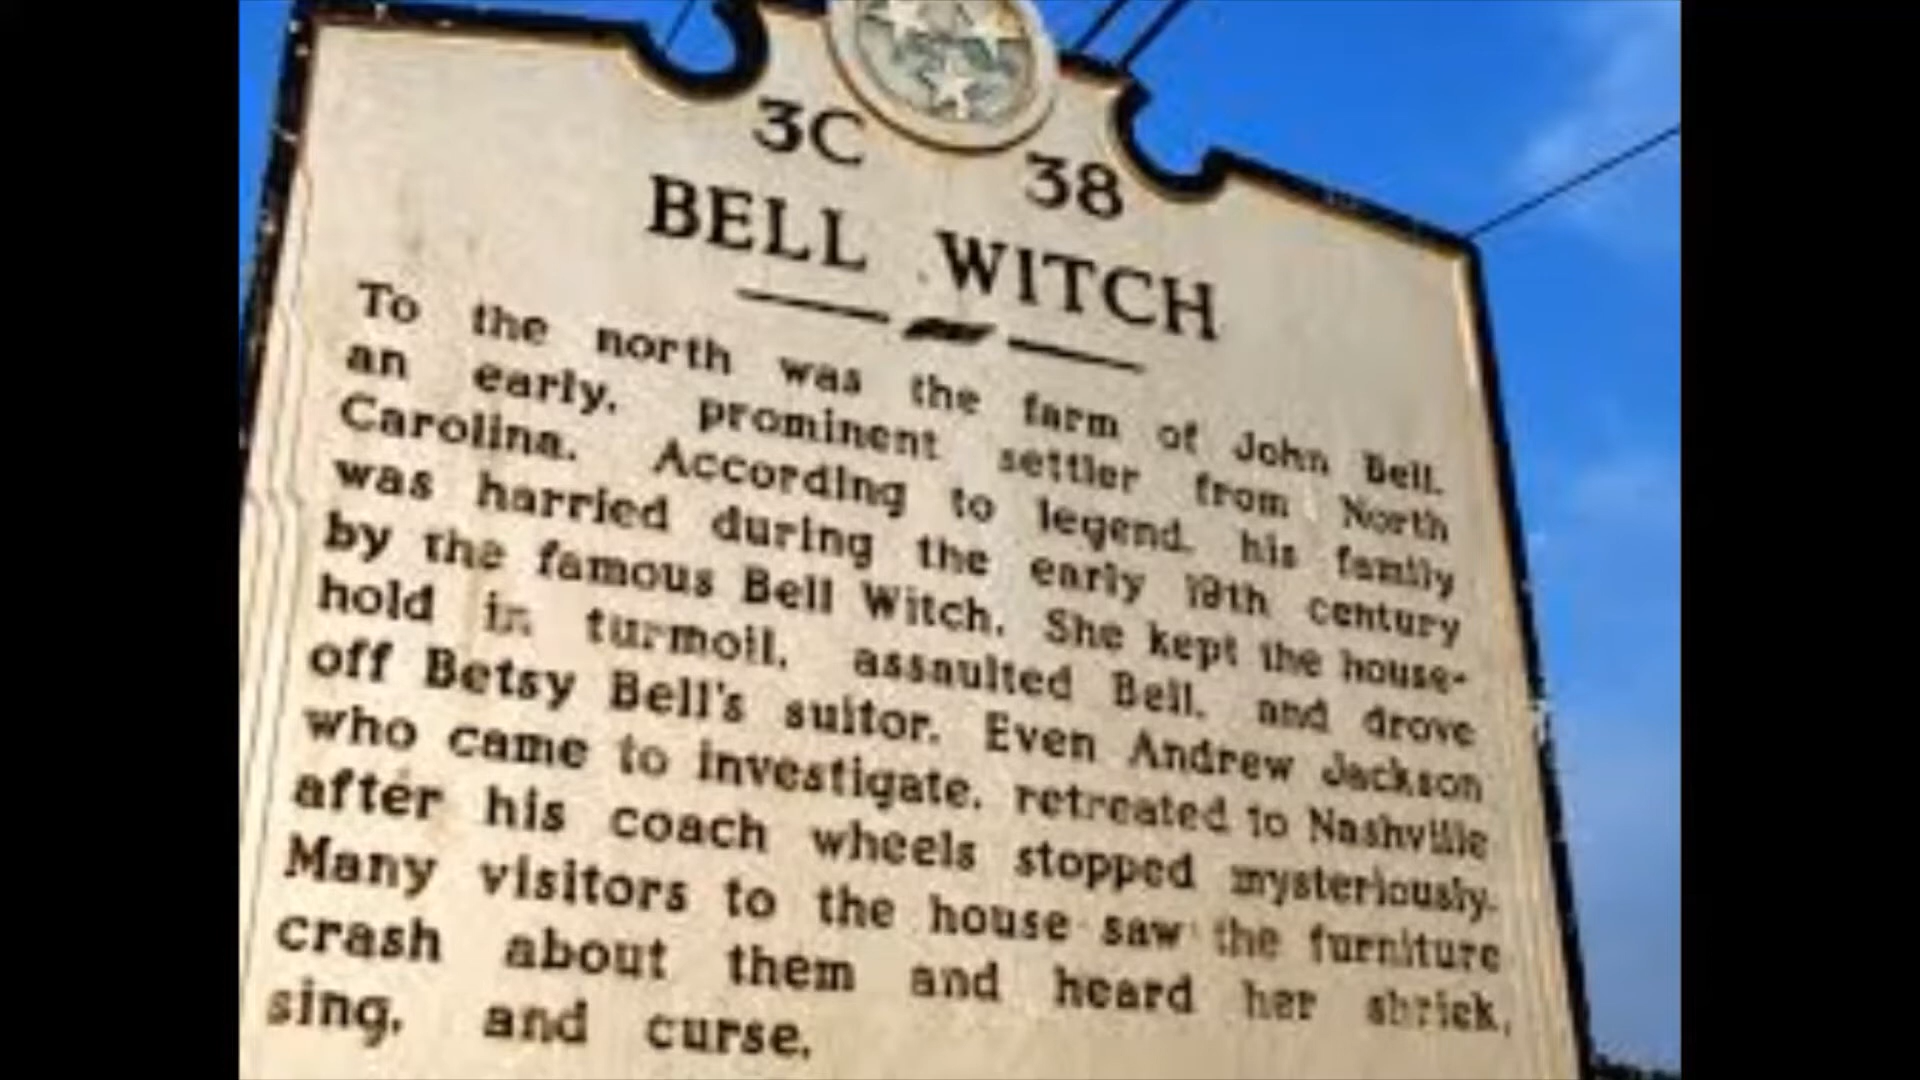 3C 38
BELL WITCH
To the north was the farm of John Bell,
an early, prominent settler from North
Carolina. According to legend, his family
was harried during the early 19th century
by the famous Bell Witch. She kept the house-
hold in turmoil, assaulted Bell, and drove
off Betsy Bell's suitor. Even Andrew Jackson
who came to investigate, retreated to Nashville
after his coach wheels stopped mysteriously.
Many visitors to the house saw the furniture
crash about them and heard her shriek,
sing, and curse.